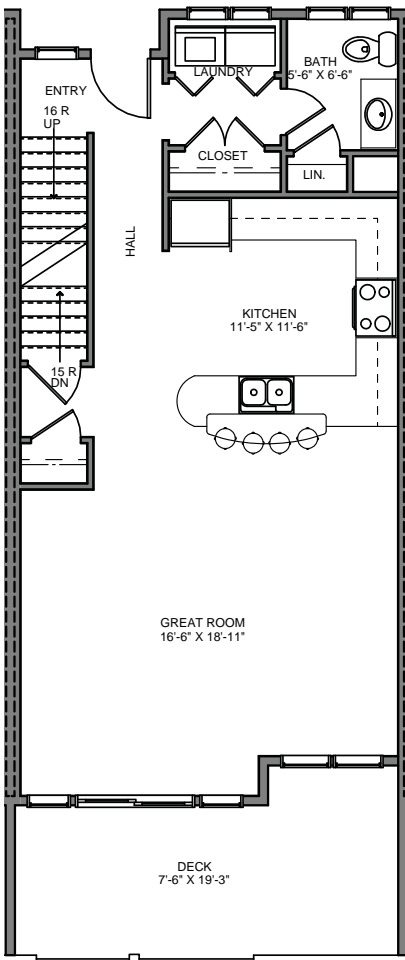 BATH
5'-6" X 6'-6"
LAUNDRY
ENTRY
16 R
UP
CLOSET
LIN.
HALL
KITCHEN
11'-5" X 11'-6"
15 R
DN
GREAT ROOM
16'-6" X 18'-11"
DECK
7'-6" X 19'-3"